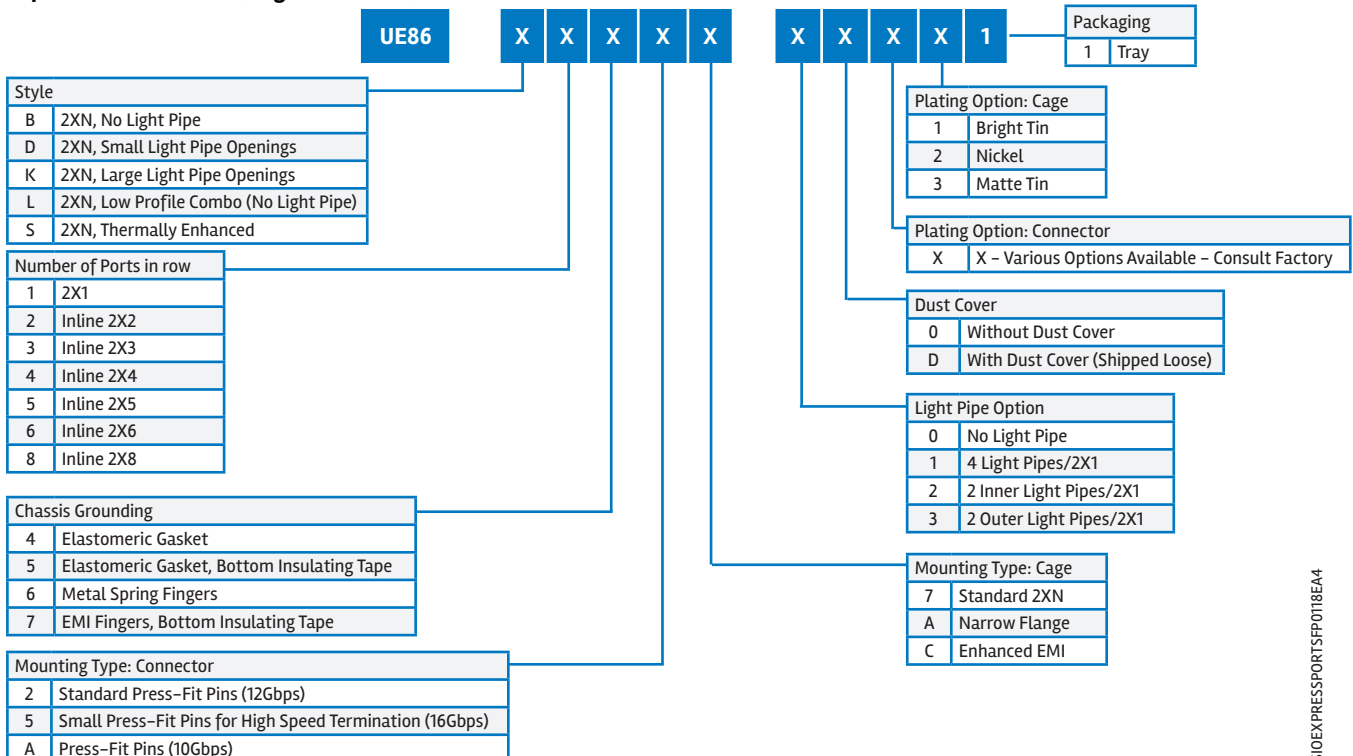 UE86 X X X X X X X X X 1
Packaging
1 Tray
Style
B 2XN, No Light Pipe
D 2XN, Small Light Pipe Openings
K 2XN, Large Light Pipe Openings
L 2XN, Low Profile Combo (No Light Pipe)
S 2XN, Thermally Enhanced
Number of Ports in row
1 2X1
2 Inline 2X2
3 Inline 2X3
4 Inline 2X4
5 Inline 2X5
6 Inline 2X6
8 Inline 2X8
Chassis Grounding
4 Elastomeric Gasket
5 Elastomeric Gasket, Bottom Insulating Tape
6 Metal Spring Fingers
7 EMI Fingers, Bottom Insulating Tape
Mounting Type: Connector
2 Standard Press-Fit Pins (12Gbps)
5 Small Press-Fit Pins for High Speed Termination (16Gbps)
A Press-Fit Pins (10Gbps)
Plating Option: Cage
1 Bright Tin
2 Nickel
3 Matte Tin
Plating Option: Connector
X X – Various Options Available – Consult Factory
Dust Cover
0 Without Dust Cover
D With Dust Cover (Shipped Loose)
Light Pipe Option
0 No Light Pipe
1 4 Light Pipes/2X1
2 2 Inner Light Pipes/2X1
3 2 Outer Light Pipes/2X1
Mounting Type: Cage
7 Standard 2XN
A Narrow Flange
C Enhanced EMI
IOEXPRESSPORTSFP0118EA4